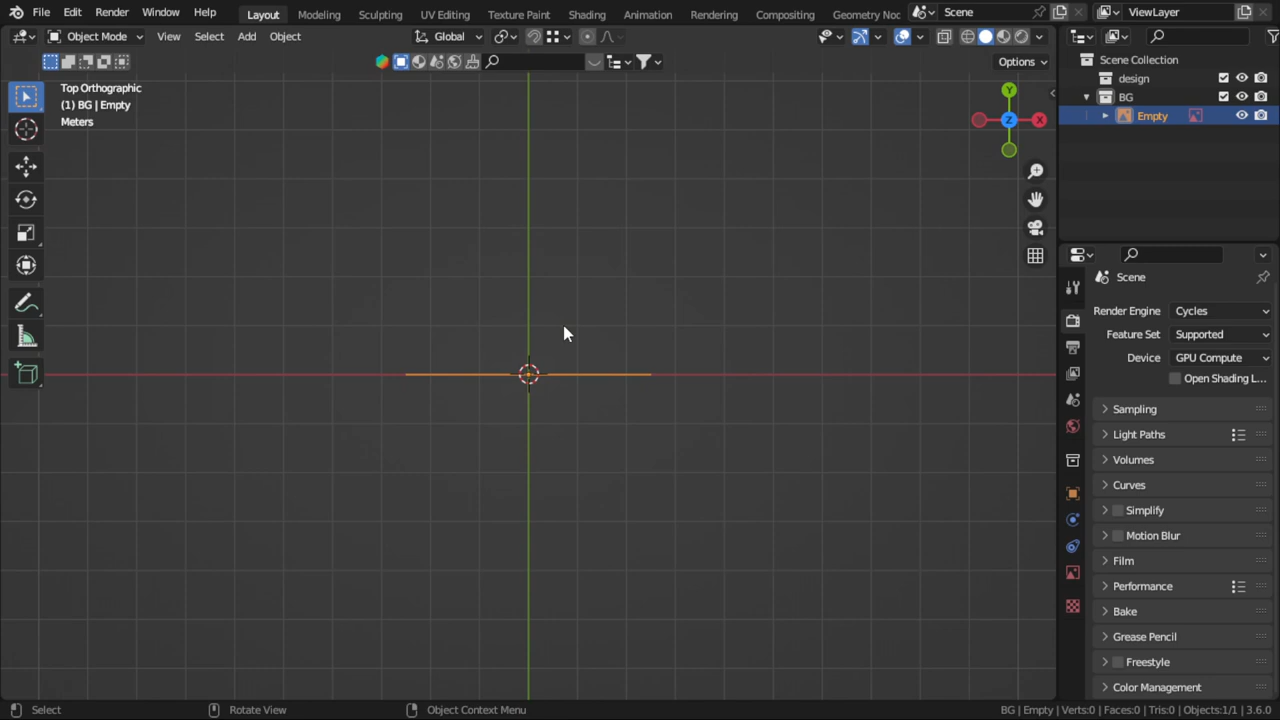 File Edit Render Window Help Layout Modeling Sculpting UV Editing Texture Paint Shading Animation Rendering Compositing Geometry Noc Scene ViewLayer
Object Mode View Select Add Object Global
Options
Top Orthographic
(1) BG | Empty
Meters
Y
Z
X
Scene Collection
design
BG
Empty
Scene
Render Engine Cycles
Feature Set Supported
Device GPU Compute
Open Shading L...
Sampling
Light Paths
Volumes
Curves
Simplify
Motion Blur
Film
Performance
Bake
Grease Pencil
Freestyle
Color Management
Select Rotate View Object Context Menu BG | Empty | Verts:0 | Faces:0 | Tris:0 | Objects:1/1 | 3.6.0